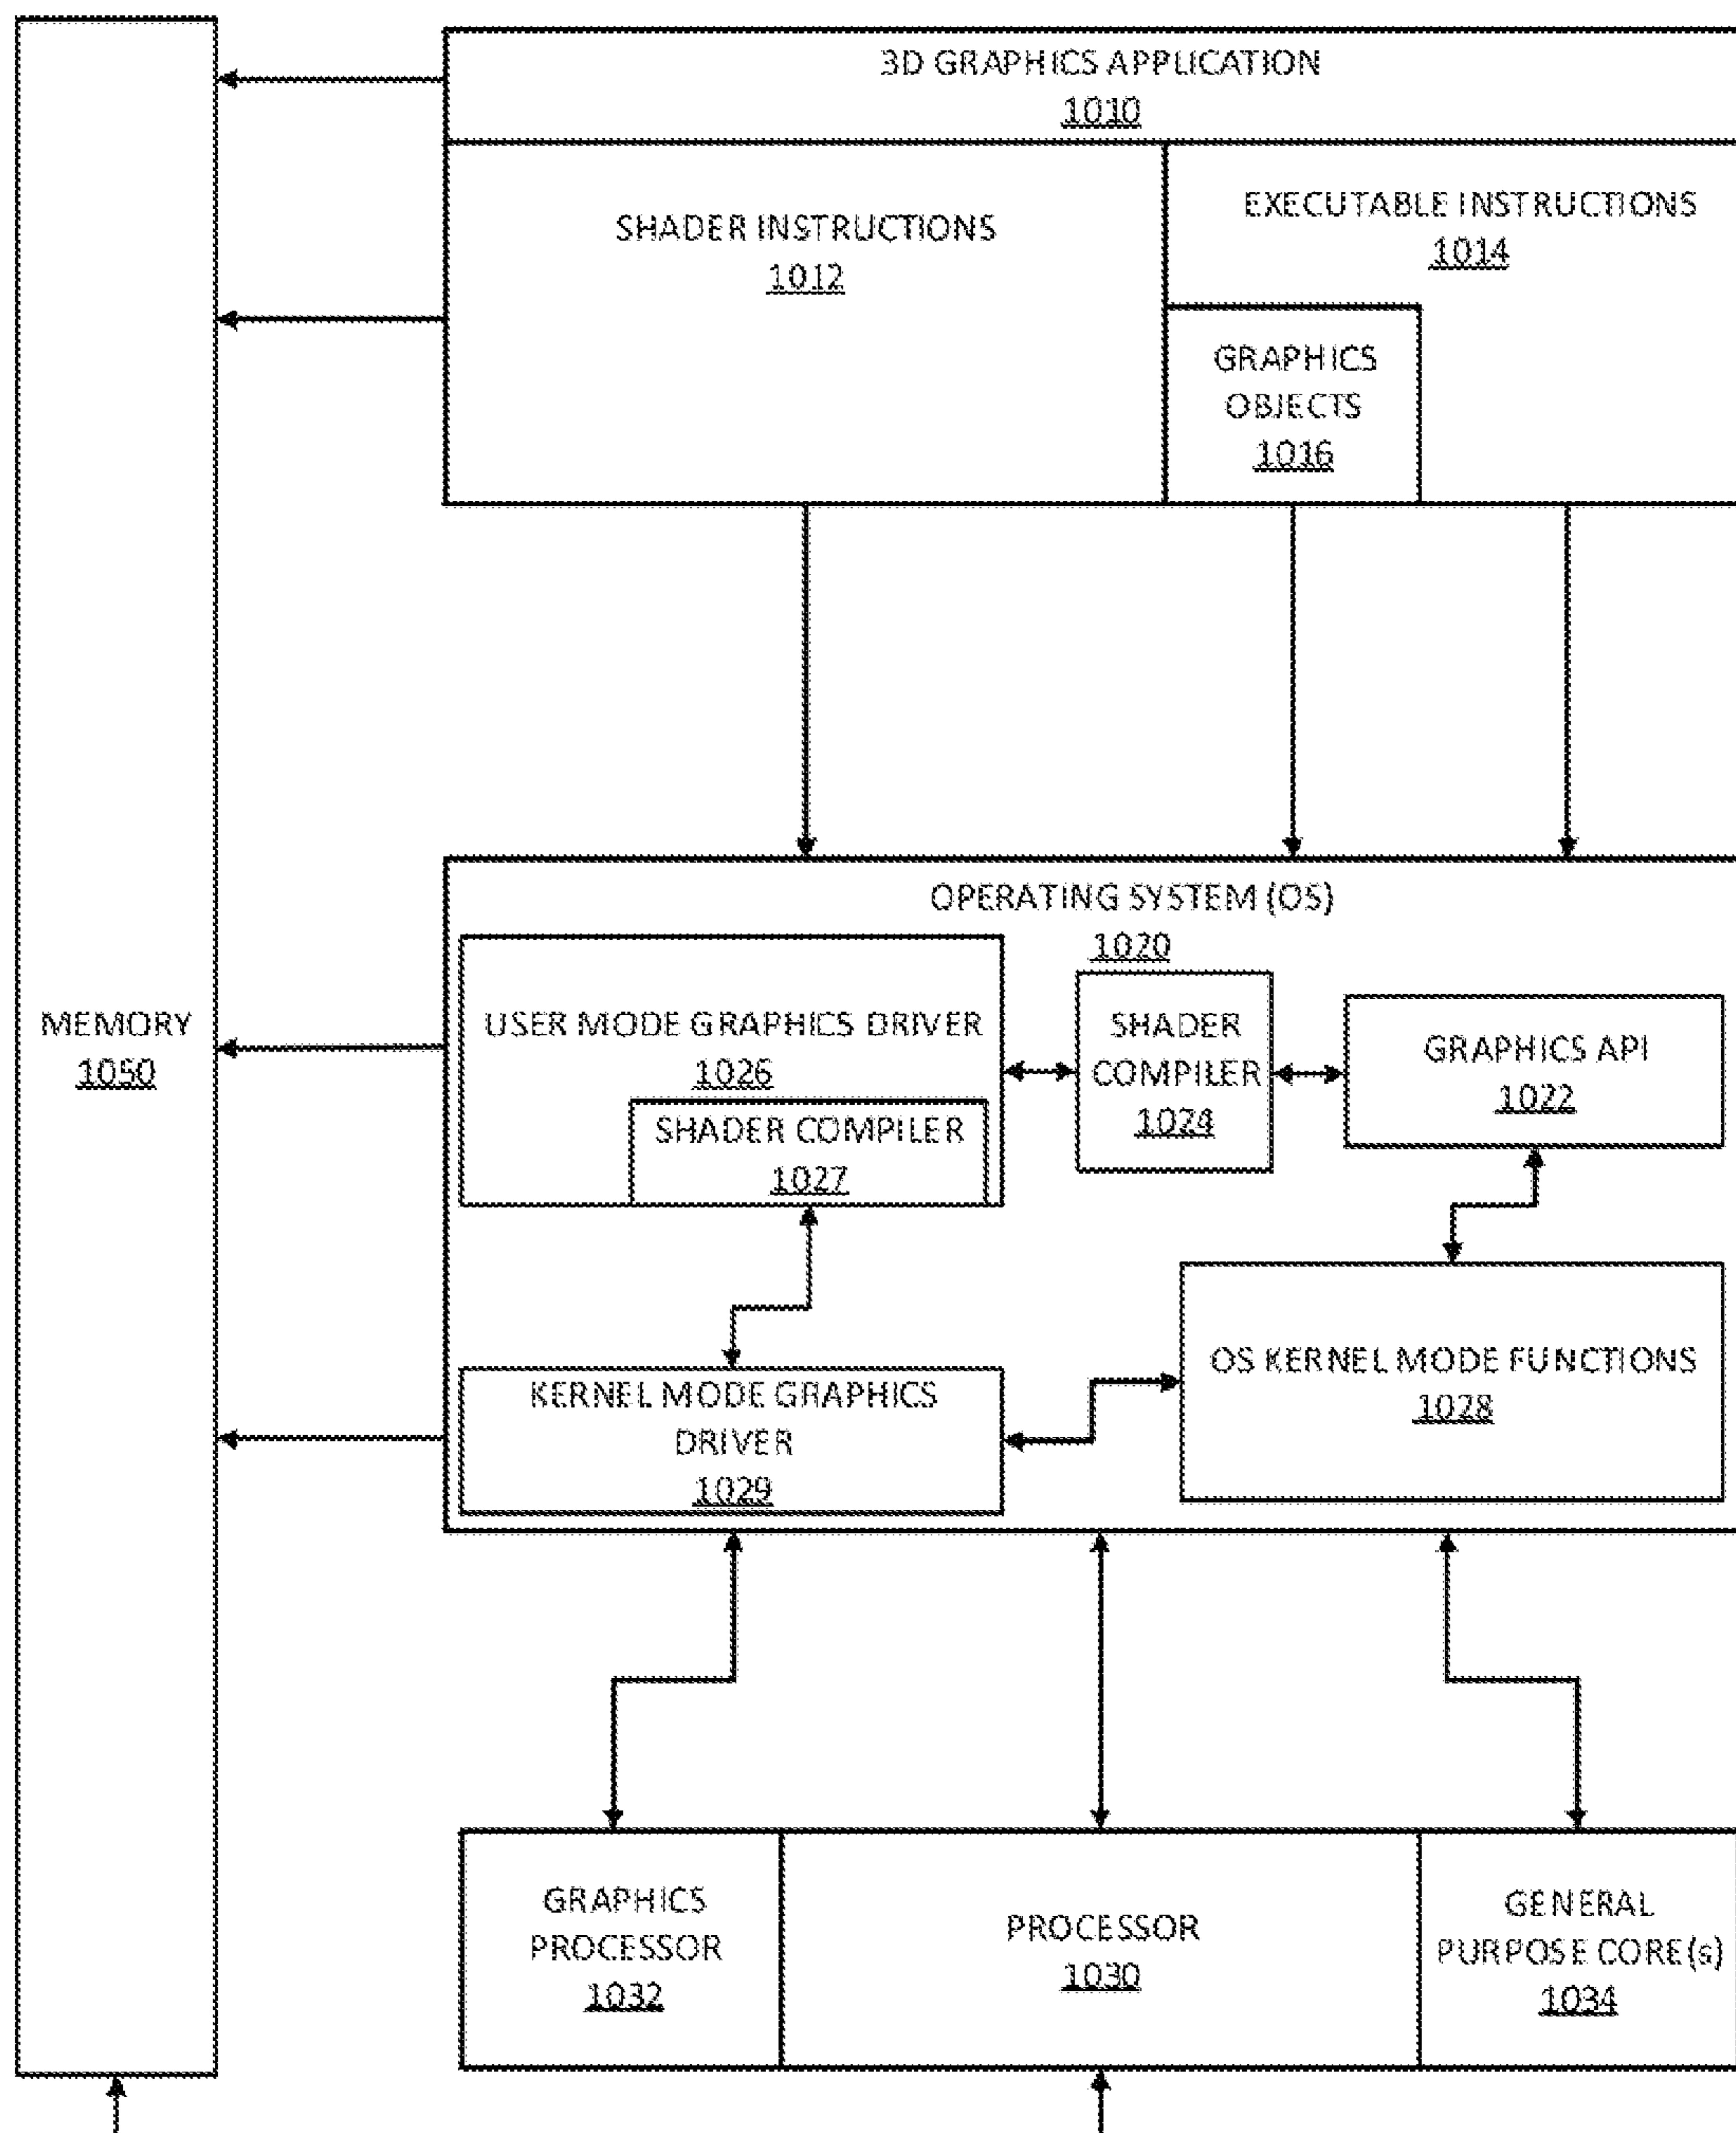 3D GRAPHICS APPLICATION
1010
SHADER INSTRUCTIONS
1012
EXECUTABLE INSTRUCTIONS
1014
GRAPHICS
OBJECTS
1016
OPERATING SYSTEM (OS)
1020
USER MODE GRAPHICS DRIVER
1026
SHADER COMPILER
1027
SHADER
COMPILER
1024
GRAPHICS API
1022
MEMORY
1050
OS KERNEL MODE FUNCTIONS
1028
KERNEL MODE GRAPHICS
DRIVER
1029
GRAPHICS
PROCESSOR
1032
PROCESSOR
1030
GENERAL
PURPOSE CORE(s)
1034